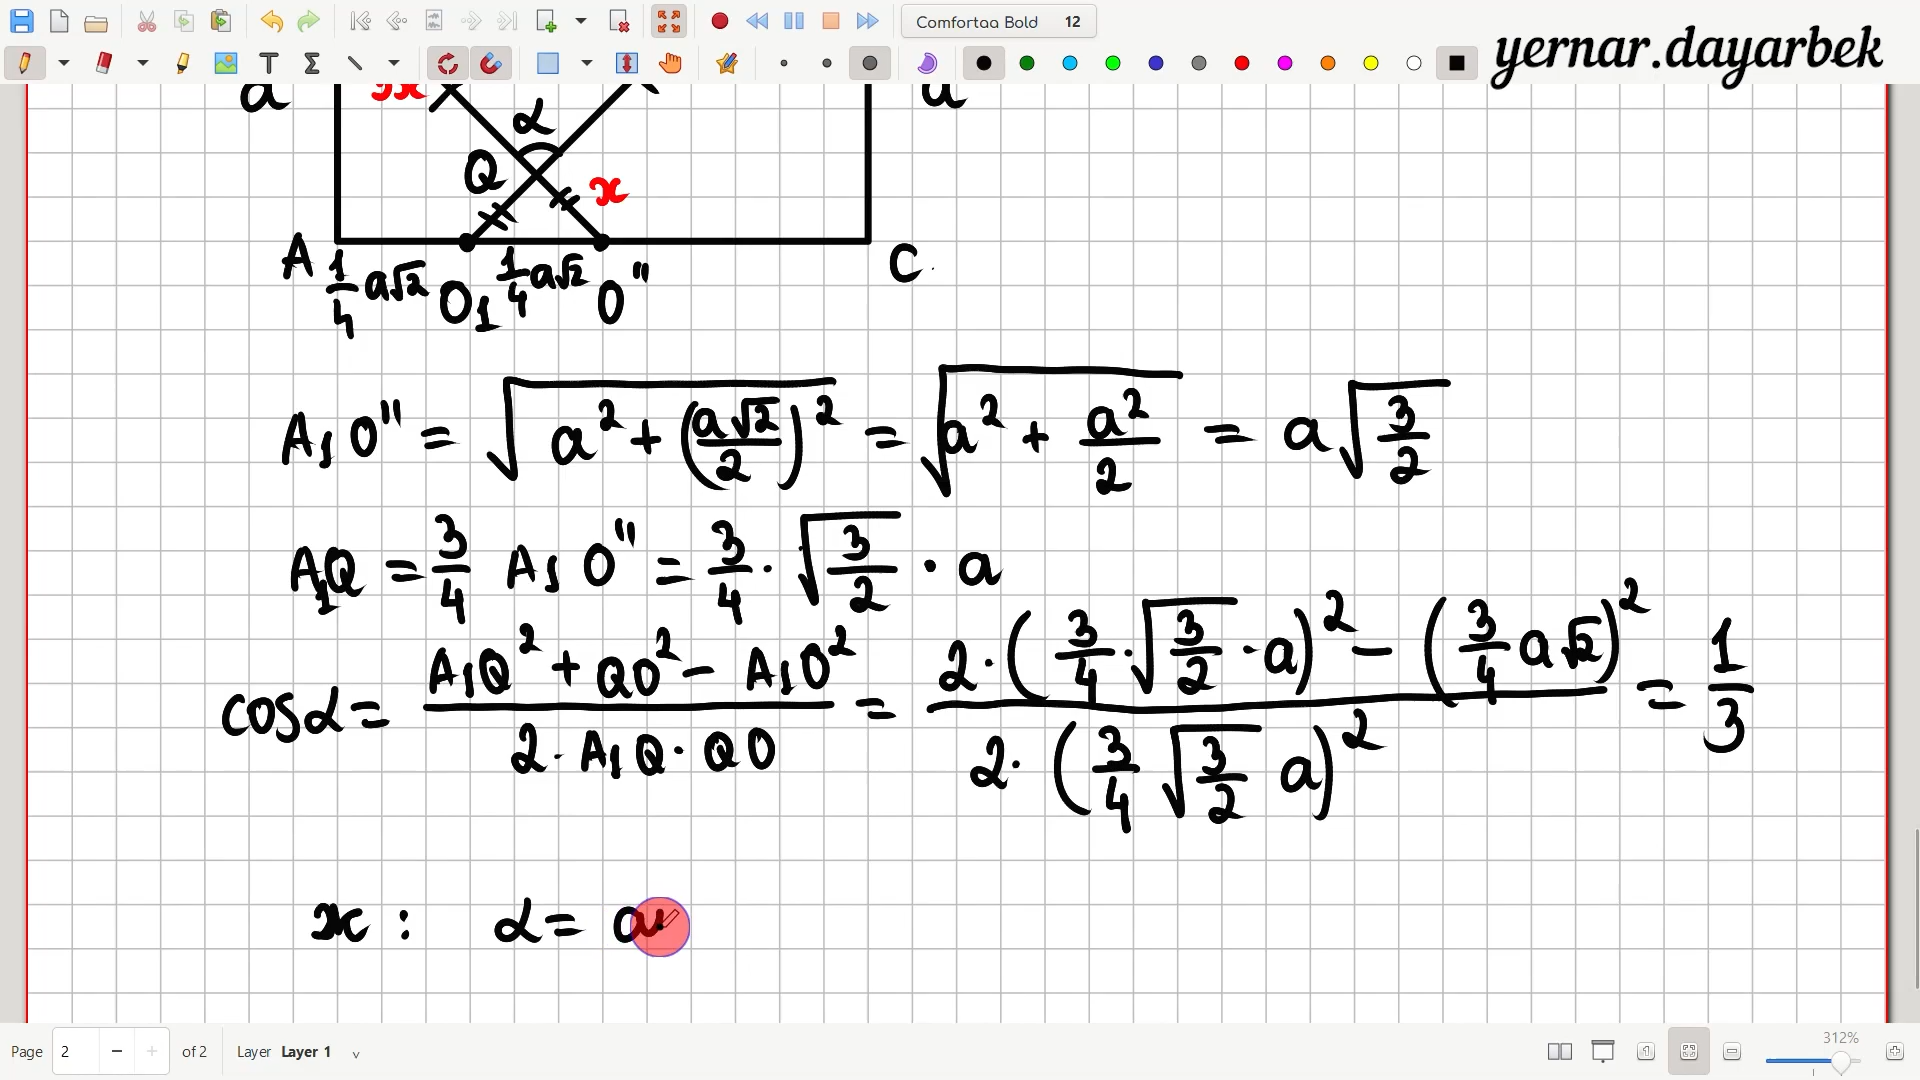 Comfortaa Bold 12
yernar.dayarbek
a 3x a
α
Q x
A C
1/4 a√2 O₁ 1/4 a√2 O"
A₁O" = √(a² + (a√2/2)²) = √(a² + a²/2) = a√(3/2)
A₁Q = 3/4 A₁O" = 3/4 · √(3/2) · a
cosα = (A₁Q² + QO² − A₁O²)/(2 · A₁Q · QO) = (2 · (3/4 · √(3/2) · a)² − (3/4 a√2)²)/(2 · (3/4 √(3/2) a)²) = 1/3
ж : α = a
Page 2 of 2 Layer Layer 1 312%